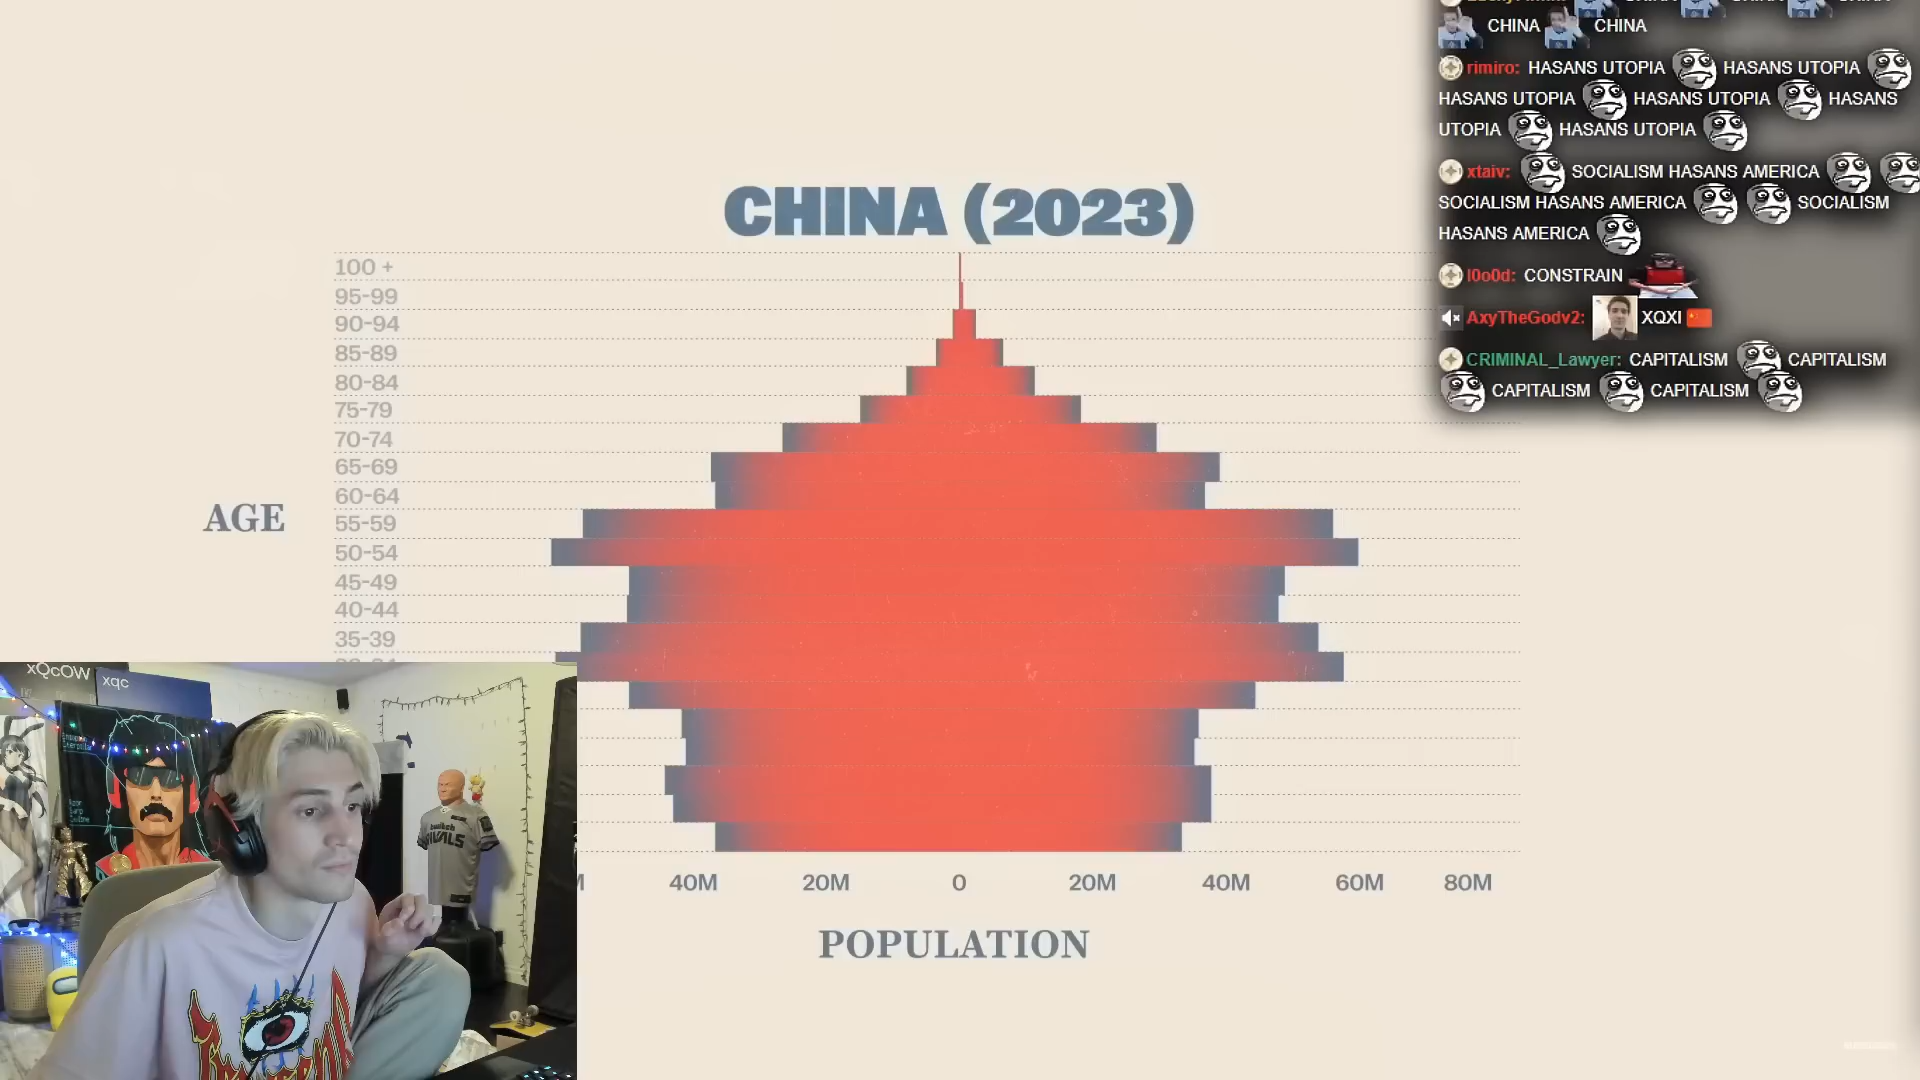 CHINA CHINA
rimiro: HASANS UTOPIA HASANS UTOPIA
HASANS UTOPIA HASANS UTOPIA HASANS
UTOPIA HASANS UTOPIA
xtaiv: SOCIALISM HASANS AMERICA
SOCIALISM HASANS AMERICA SOCIALISM
HASANS AMERICA
l0o0d: CONSTRAIN
AxyTheGodv2: XQXI
CRIMINAL_Lawyer: CAPITALISM CAPITALISM
CAPITALISM CAPITALISM
CHINA (2023)
100 +
95-99
90-94
85-89
80-84
75-79
70-74
65-69
60-64
55-59
50-54
45-49
40-44
35-39
AGE
40M 20M 0 20M 40M 60M 80M
POPULATION
xQcOW
xqc
twitch
RIVALS